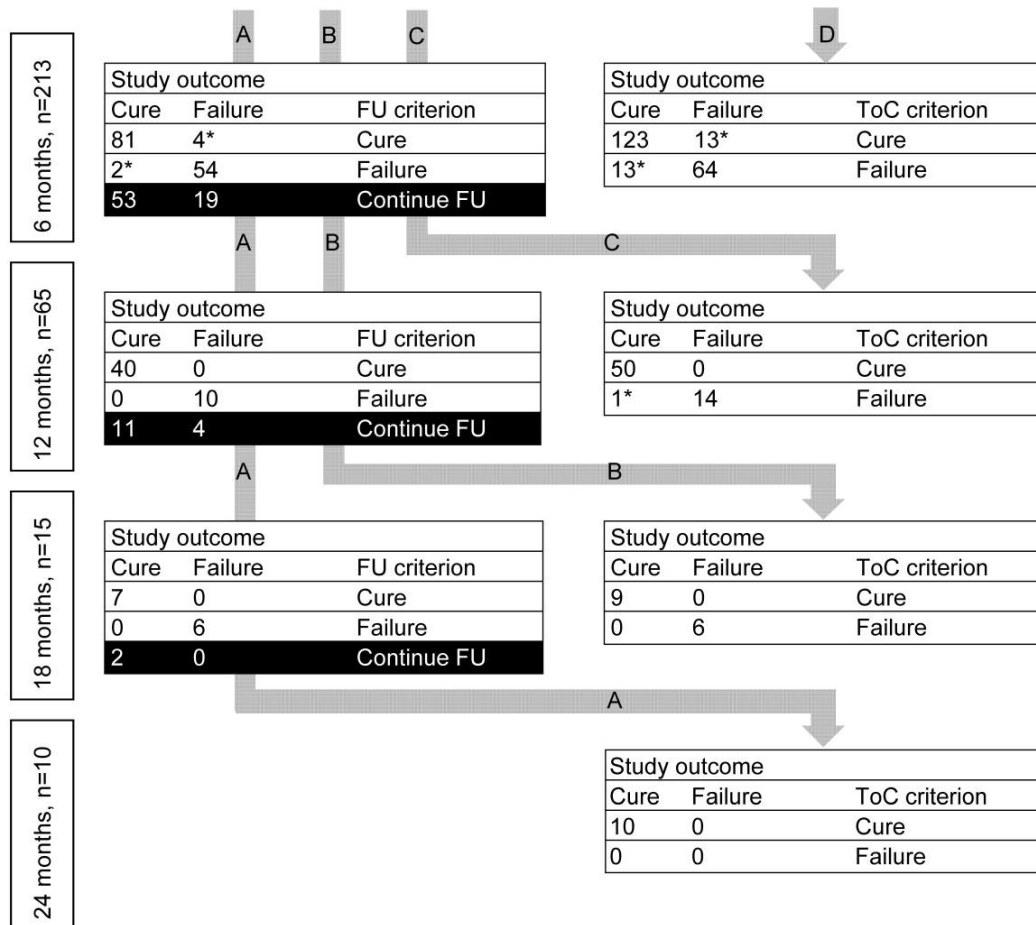 A B C D
6 months, n=213
Study outcome
Cure Failure FU criterion
81 4* Cure
2* 54 Failure
53 19 Continue FU
Study outcome
Cure Failure ToC criterion
123 13* Cure
13* 64 Failure
A B C
12 months, n=65
Study outcome
Cure Failure FU criterion
40 0 Cure
0 10 Failure
11 4 Continue FU
Study outcome
Cure Failure ToC criterion
50 0 Cure
1* 14 Failure
A B
18 months, n=15
Study outcome
Cure Failure FU criterion
7 0 Cure
0 6 Failure
2 0 Continue FU
Study outcome
Cure Failure ToC criterion
9 0 Cure
0 6 Failure
A
24 months, n=10
Study outcome
Cure Failure ToC criterion
10 0 Cure
0 0 Failure